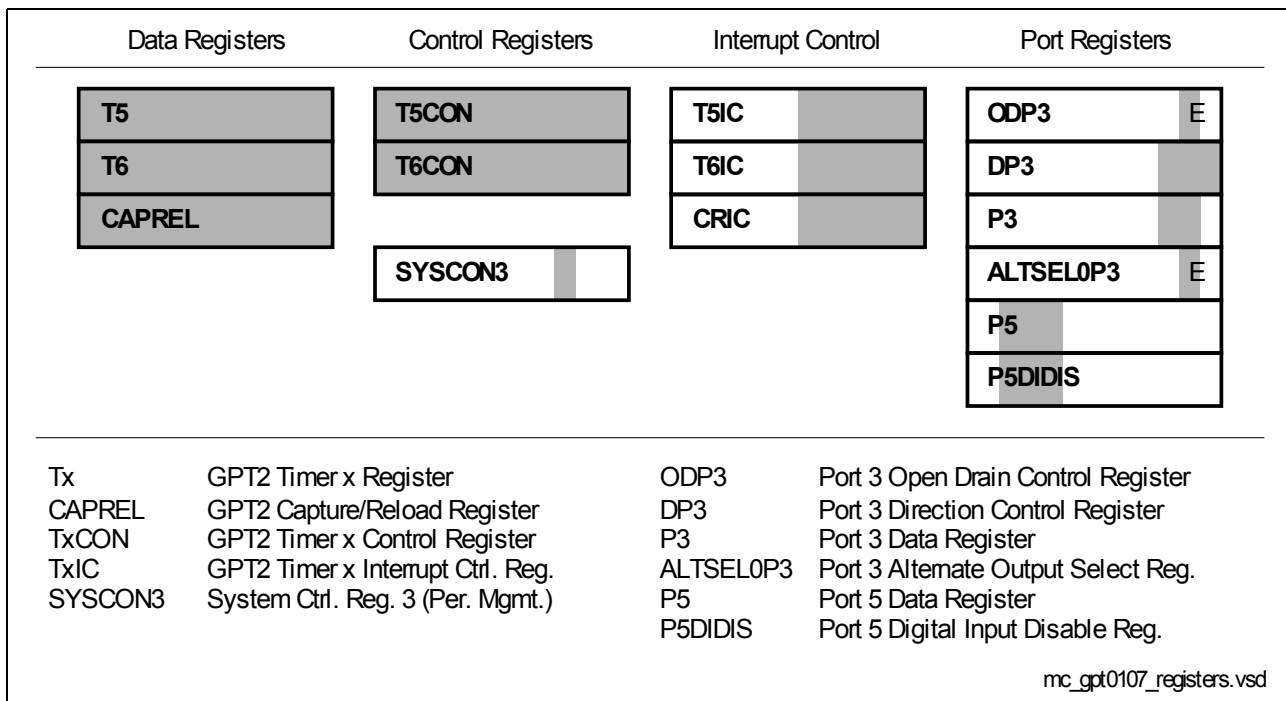 Data Registers Control Registers Interrupt Control Port Registers
T5 T5CON T5IC ODP3 E
T6 T6CON T6IC DP3
CAPREL CRIC P3
SYSCON3 ALTSEL0P3 E
P5
P5DIDIS
Tx GPT2 Timer x Register ODP3 Port 3 Open Drain Control Register
CAPREL GPT2 Capture/Reload Register DP3 Port 3 Direction Control Register
TxCON GPT2 Timer x Control Register P3 Port 3 Data Register
TxIC GPT2 Timer x Interrupt Ctrl. Reg. ALTSEL0P3 Port 3 Alternate Output Select Reg.
SYSCON3 System Ctrl. Reg. 3 (Per. Mgmt.) P5 Port 5 Data Register
P5DIDIS Port 5 Digital Input Disable Reg.
mc_gpt0107_registers.vsd